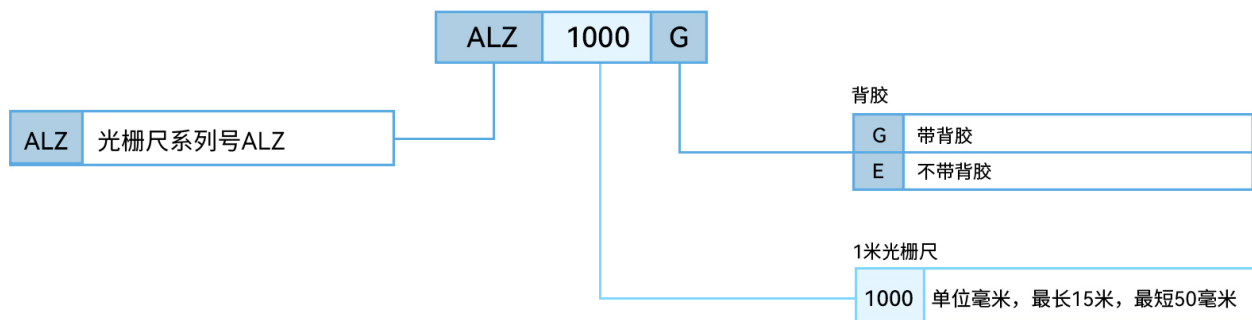 ALZ 1000 G
ALZ 光栅尺系列号ALZ
背胶
G 带背胶
E 不带背胶
1米光栅尺
1000 单位毫米，最长15米，最短50毫米